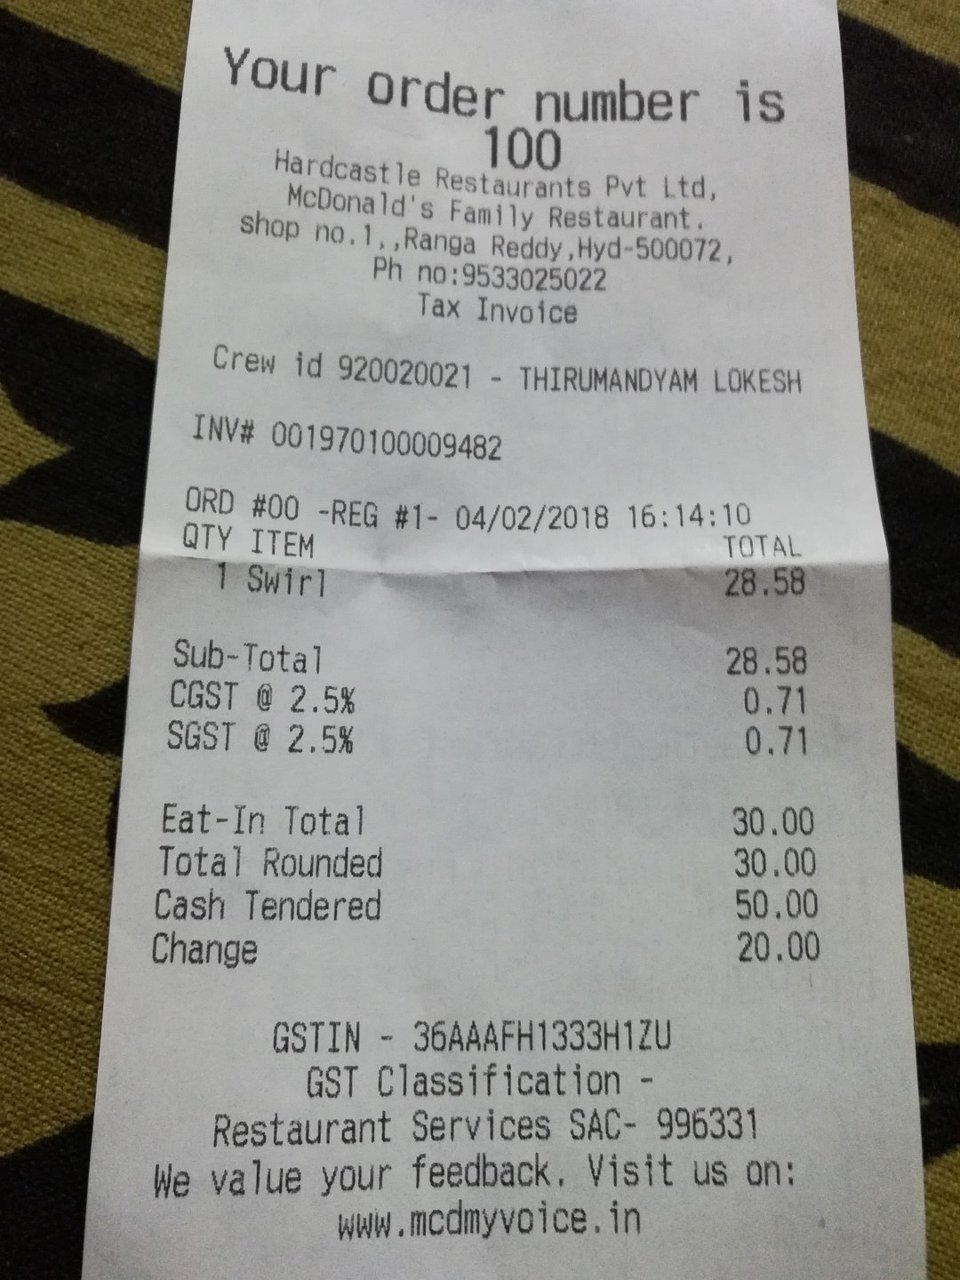 Your order number is
100
Hardcastle Restaurants Pvt Ltd,
McDonald's Family Restaurant.
shop no.1,,Ranga Reddy,Hyd-500072,
Ph no:9533025022
Tax Invoice
Crew id 920020021 - THIRUMANDYAM LOKESH
INV# 001970100009482
ORD #00 -REG #1- 04/02/2018 16:14:10
QTY ITEM TOTAL
1 Swirl 28.58
Sub-Total 28.58
CGST @ 2.5% 0.71
SGST @ 2.5% 0.71
Eat-In Total 30.00
Total Rounded 30.00
Cash Tendered 50.00
Change 20.00
GSTIN - 36AAAFH1333H1ZU
GST Classification -
Restaurant Services SAC- 996331
We value your feedback. Visit us on:
www.mcdmyvoice.in